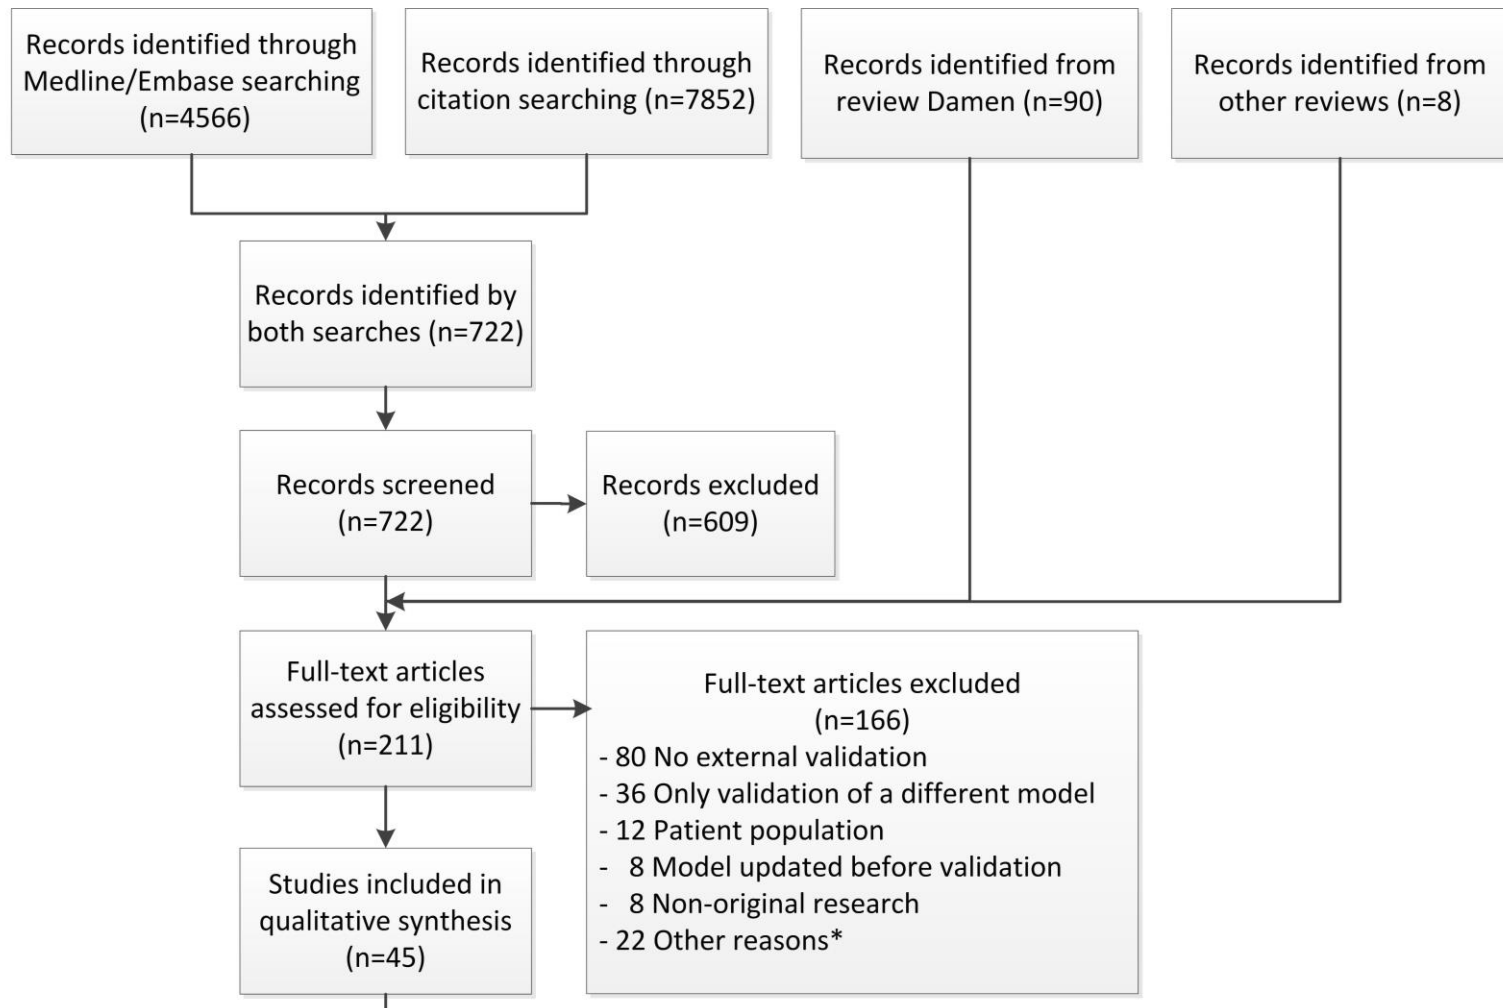 Records identified through
Medline/Embase searching
(n=4566)
Records identified through
citation searching (n=7852)
Records identified from
review Damen (n=90)
Records identified from
other reviews (n=8)
Records identified by
both searches (n=722)
Records screened
(n=722)
Records excluded
(n=609)
Full-text articles
assessed for eligibility
(n=211)
Full-text articles excluded
(n=166)
- 80 No external validation
- 36 Only validation of a different model
- 12 Patient population
- 8 Model updated before validation
- 8 Non-original research
- 22 Other reasons*
Studies included in
qualitative synthesis
(n=45)